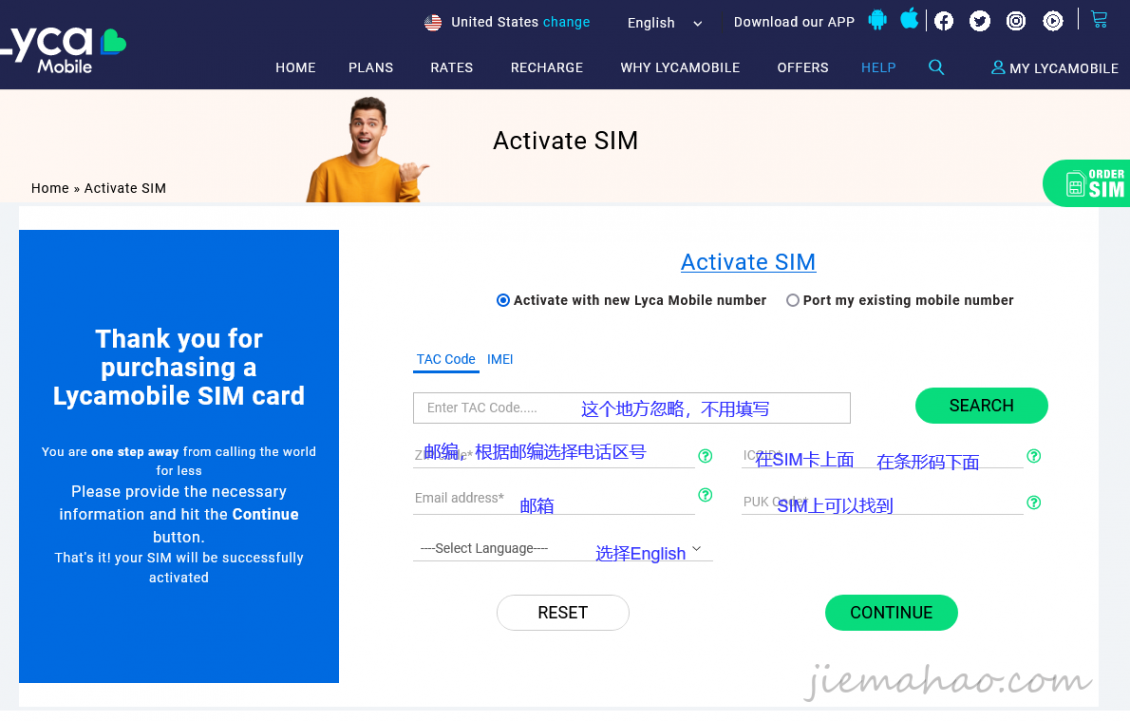 United States change
English
Download our APP
Lyca
Mobile
HOME PLANS RATES RECHARGE WHY LYCAMOBILE OFFERS HELP MY LYCAMOBILE
Activate SIM
Home » Activate SIM
ORDER
SIM
Activate SIM
Activate with new Lyca Mobile number
Port my existing mobile number
Thank you for
purchasing a
Lycamobile SIM card
You are one step away from calling the world
for less
Please provide the necessary
information and hit the Continue
button.
That's it! your SIM will be successfully
activated
TAC Code IMEI
Enter TAC Code.....
这个地方忽略，不用填写
SEARCH
邮编，根据邮编选择电话区号
在SIM卡上面 在条形码下面
Email address*
邮箱
PUK Code*
SIM上可以找到
----Select Language----
选择English
RESET
CONTINUE
jiemahao.com